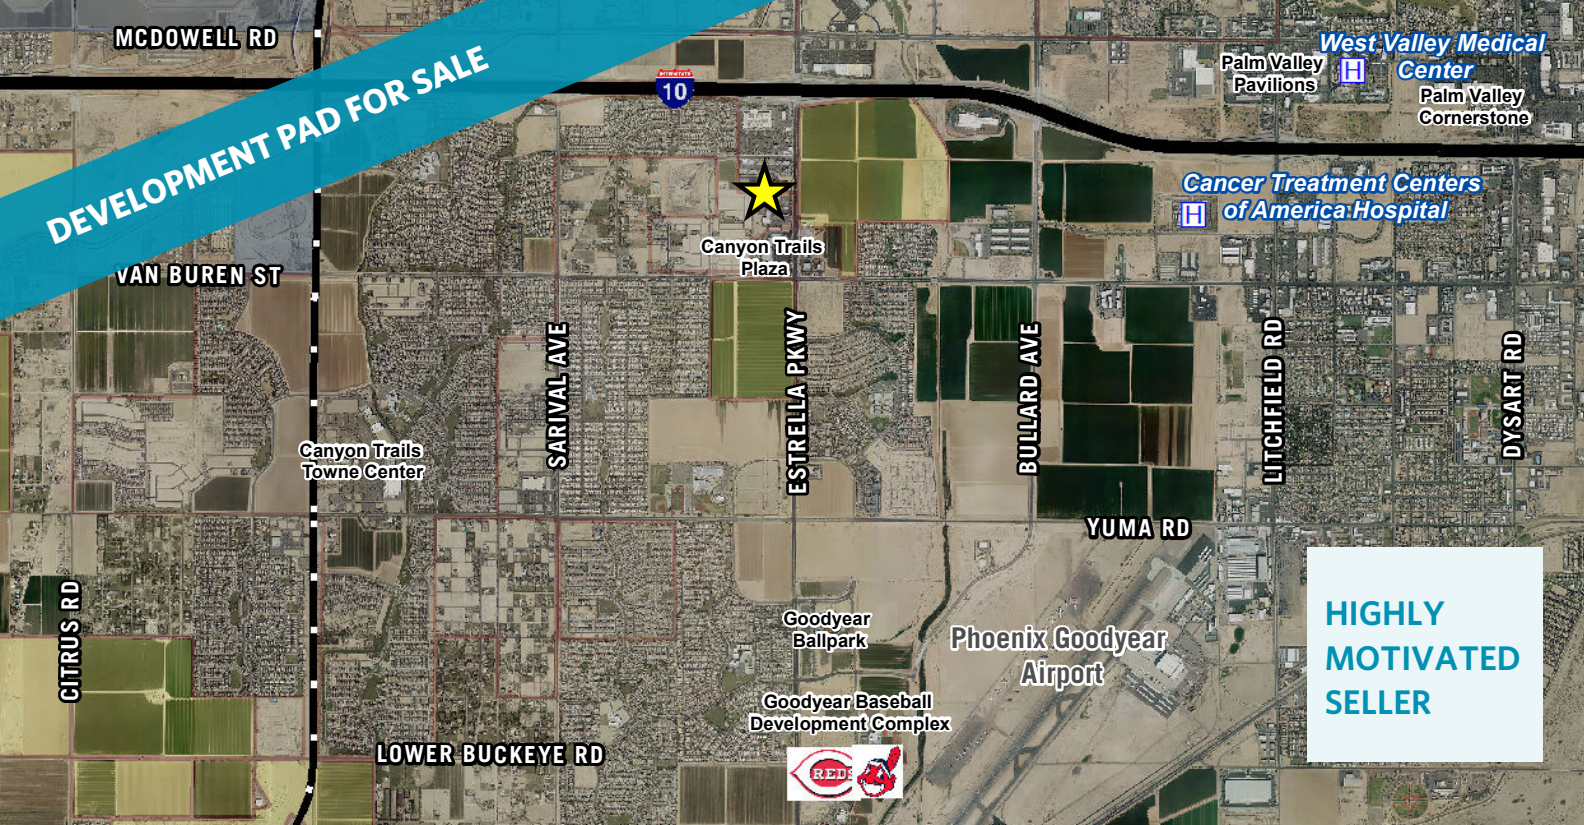 MCDOWELL RD
DEVELOPMENT PAD FOR SALE
INTERSTATE
10
West Valley Medical
Center
H
Palm Valley
Pavilions
Palm Valley
Cornerstone
Cancer Treatment Centers
of America Hospital
H
Canyon Trails
Plaza
VAN BUREN ST
SARIVAL AVE
ESTRELLA PKWY
BULLARD AVE
LITCHFIELD RD
DYSART RD
Canyon Trails
Towne Center
YUMA RD
CITRUS RD
Goodyear
Ballpark
Phoenix Goodyear
Airport
Goodyear Baseball
Development Complex
LOWER BUCKEYE RD
REDS
HIGHLY
MOTIVATED
SELLER